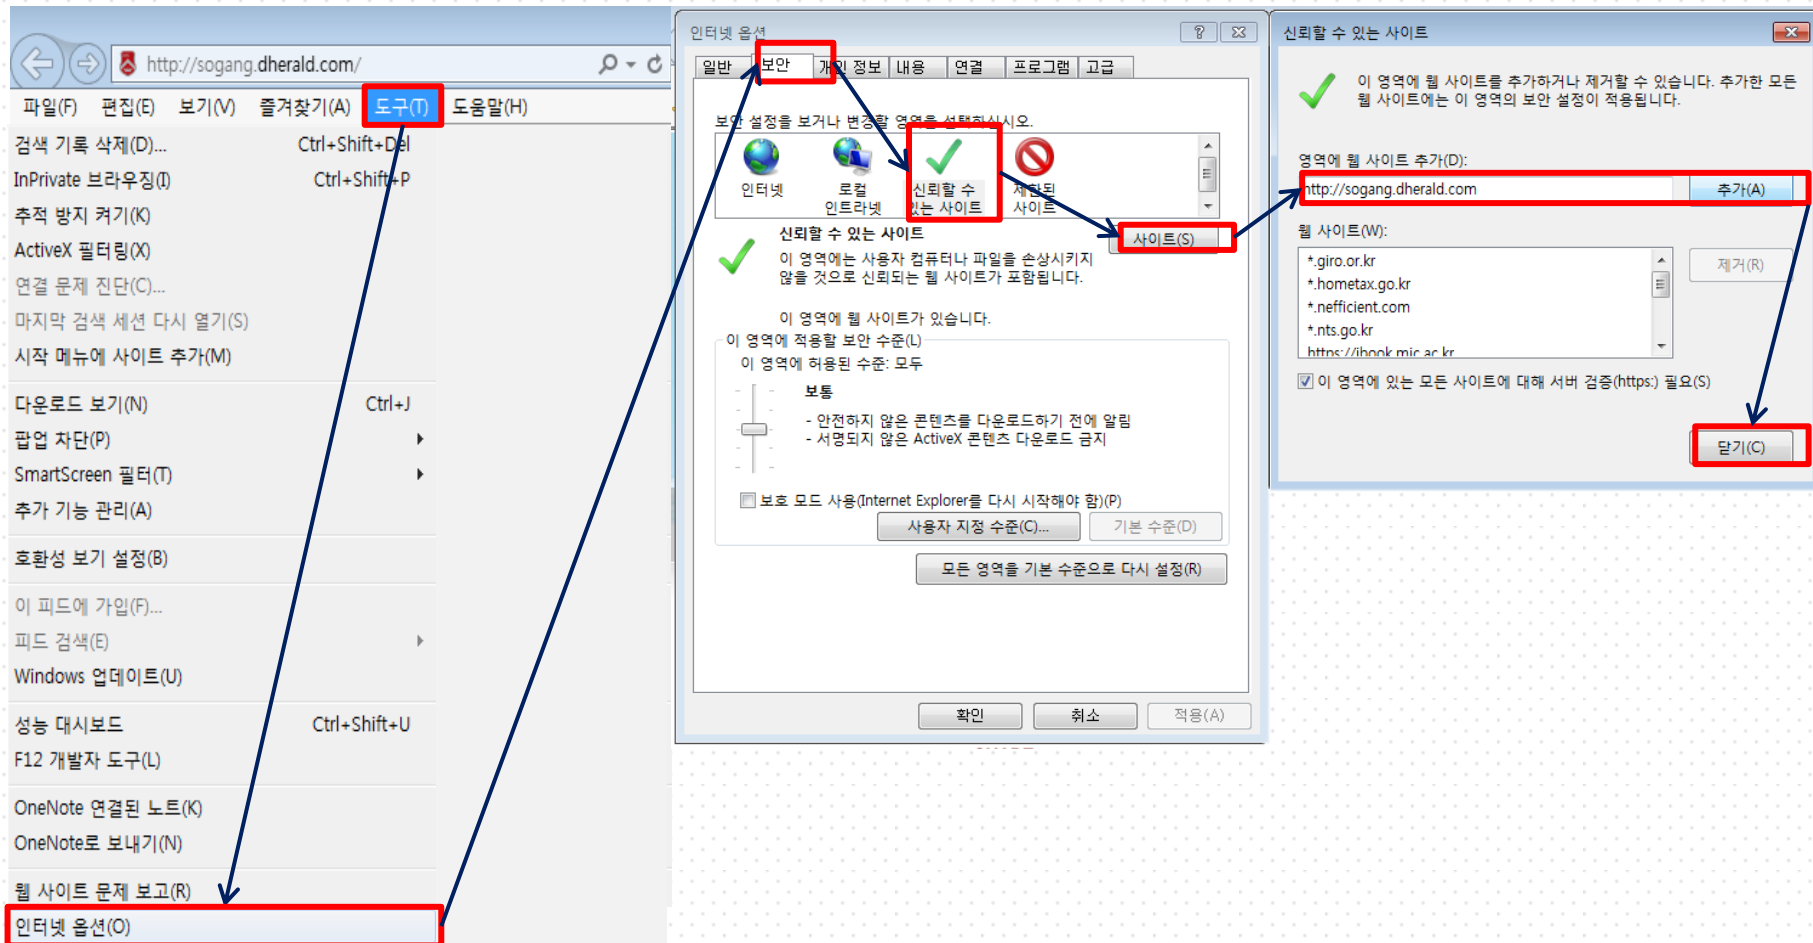 http://sogang.dherald.com/
파일(F) 편집(E) 보기(V) 즐겨찾기(A) 도구(T) 도움말(H)
검색 기록 삭제(D)... Ctrl+Shift+Del
InPrivate 브라우징(I) Ctrl+Shift+P
추적 방지 켜기(K)
ActiveX 필터링(X)
연결 문제 진단(C)...
마지막 검색 세션 다시 열기(S)
시작 메뉴에 사이트 추가(M)
다운로드 보기(N) Ctrl+J
팝업 차단(P)
SmartScreen 필터(T)
추가 기능 관리(A)
호환성 보기 설정(B)
이 피드에 가입(F)...
피드 검색(E)
Windows 업데이트(U)
성능 대시보드 Ctrl+Shift+U
F12 개발자 도구(L)
OneNote 연결된 노트(K)
OneNote로 보내기(N)
웹 사이트 문제 보고(R)
인터넷 옵션(O)
인터넷 옵션
일반 보안 개인 정보 내용 연결 프로그램 고급
보안 설정을 보거나 변경할 영역을 선택하십시오.
인터넷
로컬
인트라넷
신뢰할 수
있는 사이트
제한된
사이트
신뢰할 수 있는 사이트
사이트(S)
이 영역에는 사용자 컴퓨터나 파일을 손상시키지
않을 것으로 신뢰되는 웹 사이트가 포함됩니다.
이 영역에 웹 사이트가 있습니다.
이 영역에 적용할 보안 수준(L)
이 영역에 허용된 수준: 모두
보통
- 안전하지 않은 콘텐츠를 다운로드하기 전에 알림
- 서명되지 않은 ActiveX 콘텐츠 다운로드 금지
보호 모드 사용(Internet Explorer를 다시 시작해야 함)(P)
사용자 지정 수준(C)... 기본 수준(D)
모든 영역을 기본 수준으로 다시 설정(R)
확인 취소 적용(A)
신뢰할 수 있는 사이트
이 영역에 웹 사이트를 추가하거나 제거할 수 있습니다. 추가한 모든
웹 사이트에는 이 영역의 보안 설정이 적용됩니다.
영역에 웹 사이트 추가(D):
http://sogang.dherald.com 추가(A)
웹 사이트(W):
*.giro.or.kr
*.hometax.go.kr
*.nefficient.com
*.nts.go.kr
제거(R)
이 영역에 있는 모든 사이트에 대해 서버 검증(https:) 필요(S)
닫기(C)